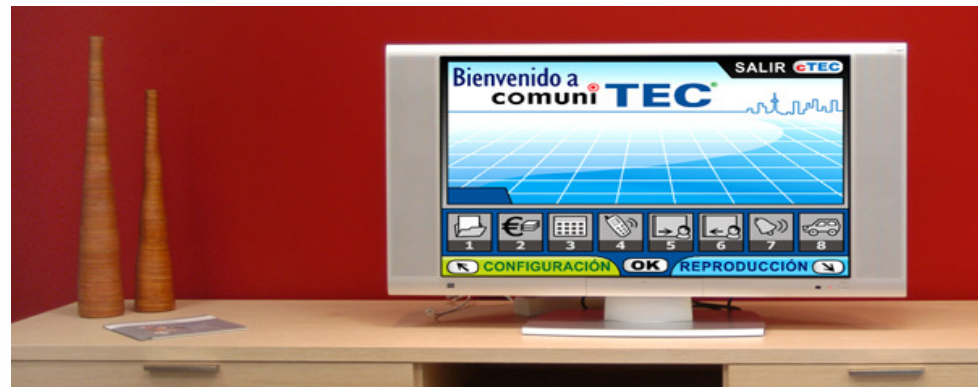 SALIR cTEC
Bienvenido a
comuni TEC
1 2 3 4 5 6 7 8
CONFIGURACIÓN OK REPRODUCCIÓN